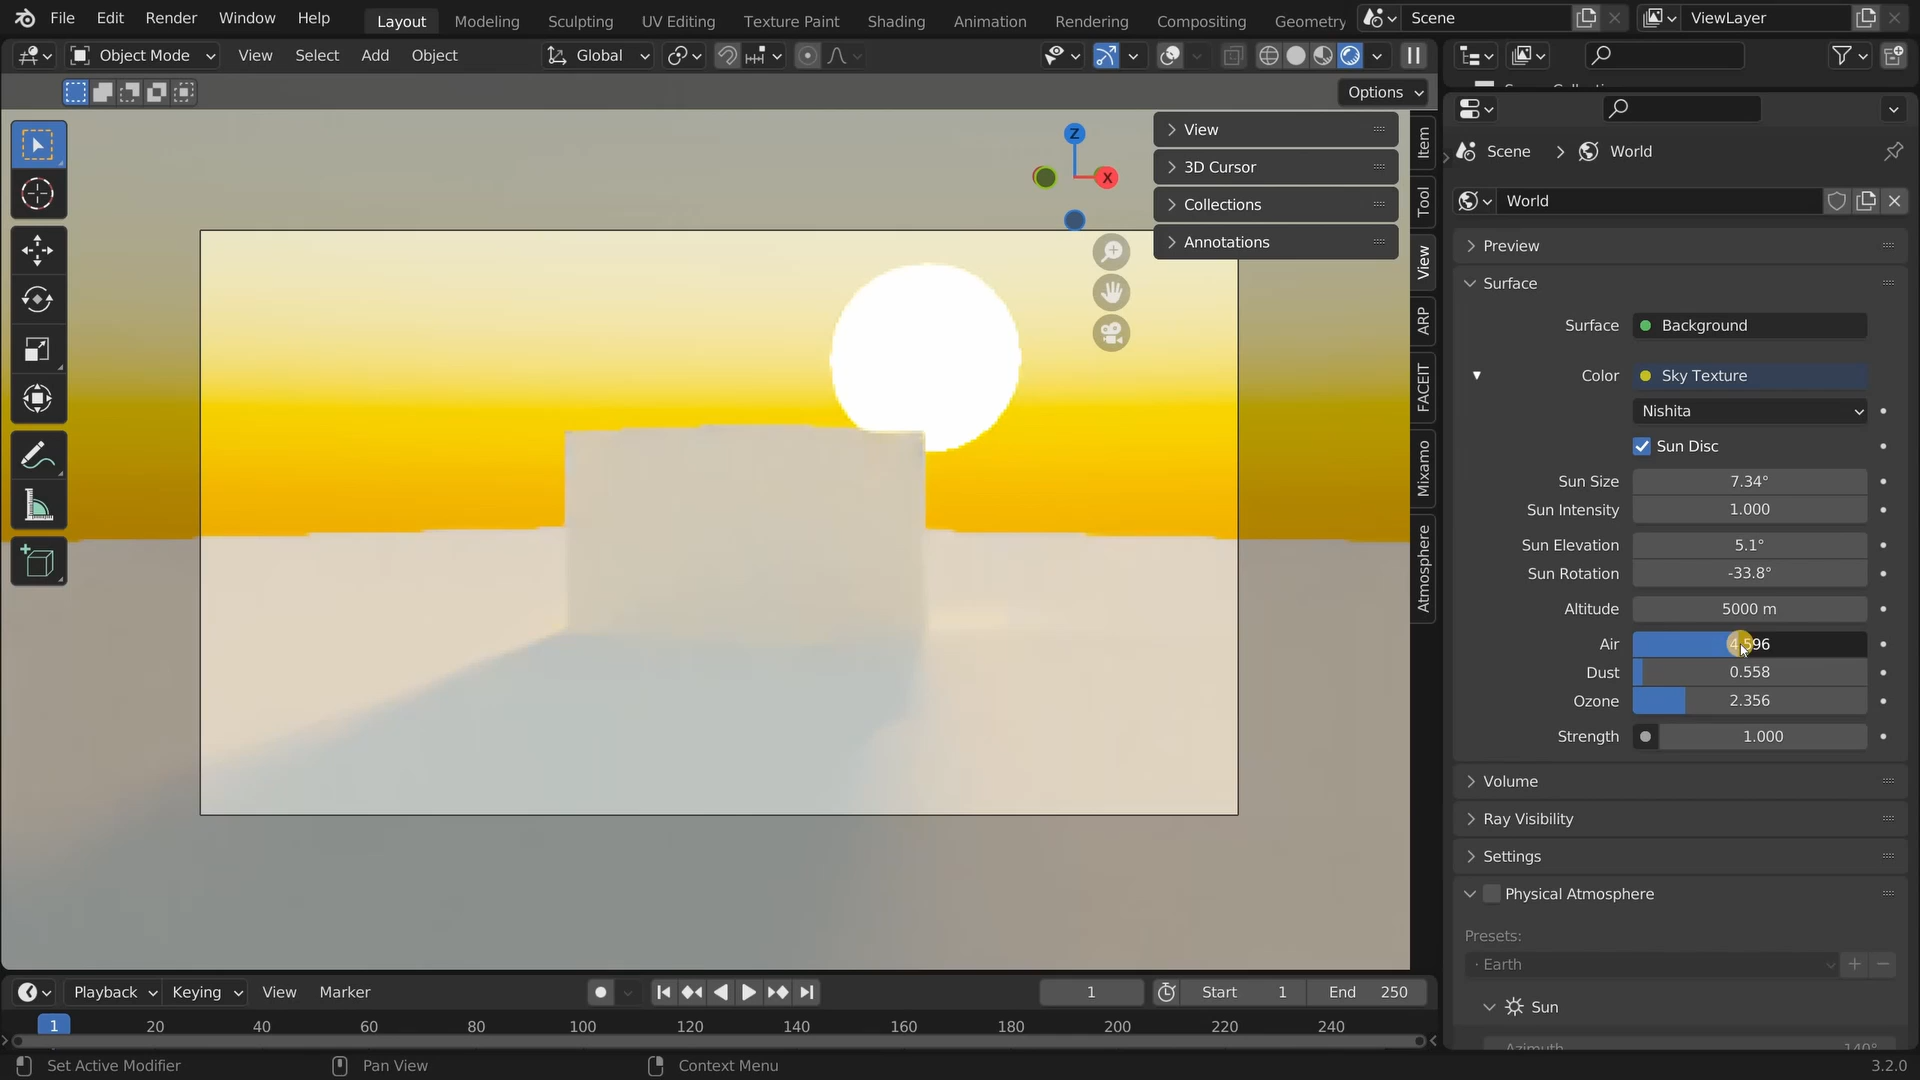 File Edit Render Window Help Layout Modeling Sculpting UV Editing Texture Paint Shading Animation Rendering Compositing Geometry Scene ViewLayer
Object Mode View Select Add Object Global
Options
View
3D Cursor
Collections
Annotations
Z
X
Item
Tool
View
ARP
FACEIT
Mixamo
Atmosphere
Scene World
World
Preview
Surface
Surface Background
Color Sky Texture
Nishita
Sun Disc
Sun Size 7.34°
Sun Intensity 1.000
Sun Elevation 5.1°
Sun Rotation -33.8°
Altitude 5000 m
Air 4.596
Dust 0.558
Ozone 2.356
Strength 1.000
Volume
Ray Visibility
Settings
Physical Atmosphere
Presets:
· Earth
Sun
Azimuth 140°
Playback Keying View Marker 1 Start 1 End 250
1 20 40 60 80 100 120 140 160 180 200 220 240
Set Active Modifier Pan View Context Menu 3.2.0